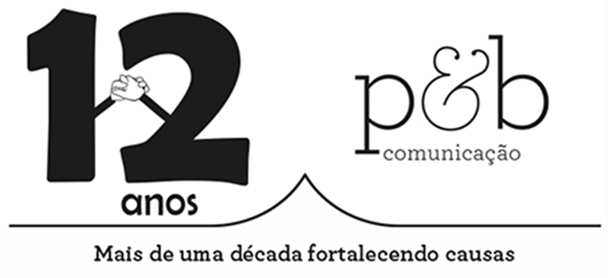 12
anos
p&b
comunicação
Mais de uma década fortalecendo causas